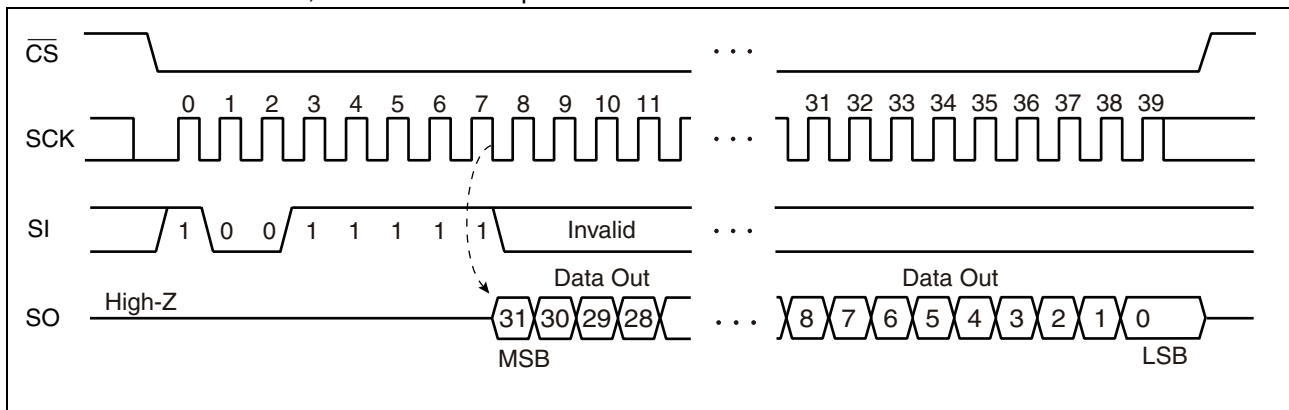 CS
0 1 2 3 4 5 6 7 8 9 10 11 31 32 33 34 35 36 37 38 39
SCK
SI 1 0 0 1 1 1 1 1 Invalid
Data Out Data Out
High-Z
SO 31 30 29 28 8 7 6 5 4 3 2 1 0
MSB LSB